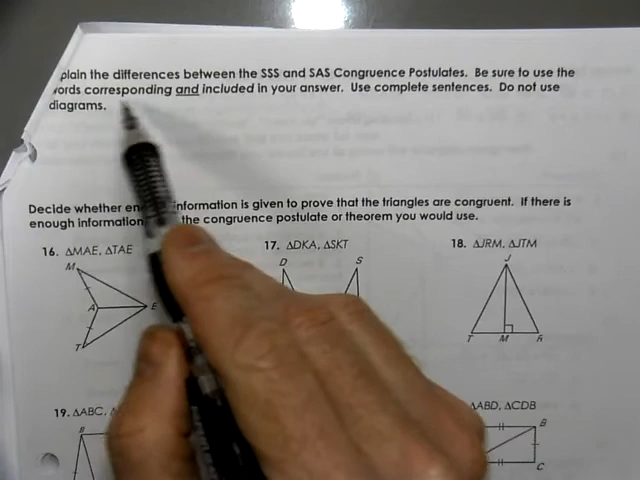 plain the differences between the SSS and SAS Congruence Postulates. Be sure to use the
ords corresponding and included in your answer. Use complete sentences. Do not use
diagrams.
Decide whether information is given to prove that the triangles are congruent. If there is
enough information the congruence postulate or theorem you would use.
16. ΔMAE, ΔTAE
17. ΔDKA, ΔSKT
18. ΔJRM, ΔJTM
M
A
E
T
D
S
J
T
M
R
19. ΔABC,
ΔABD, ΔCDB
B
B
C